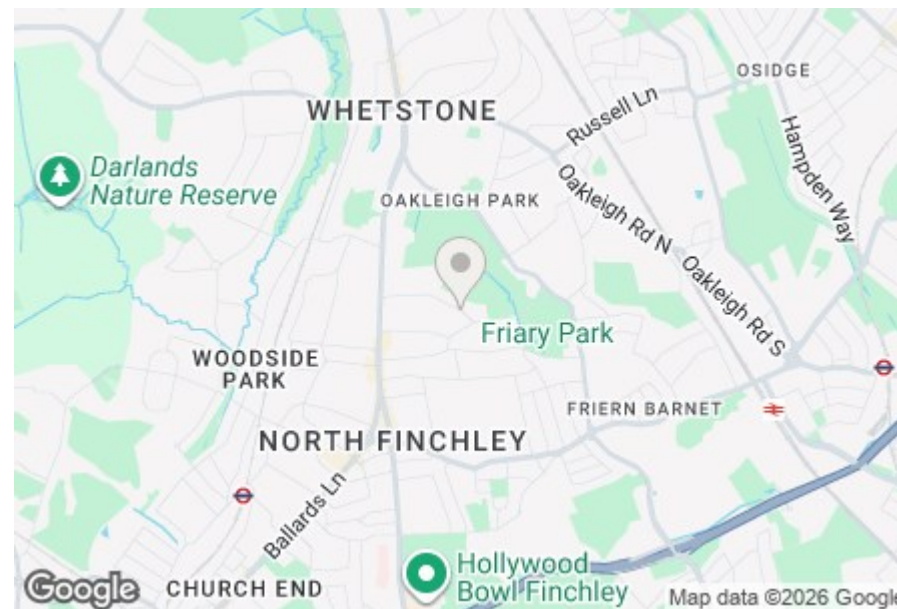 OSIDGE
WHETSTONE
Russell Ln
Hampden Way
Darlands
Nature Reserve
OAKLEIGH PARK
Oakleigh Rd N
Oakleigh Rd S
Friary Park
WOODSIDE
PARK
FRIERN BARNET
NORTH FINCHLEY
Ballards Ln
Hollywood
Bowl Finchley
CHURCH END
Google
Map data ©2026 Google